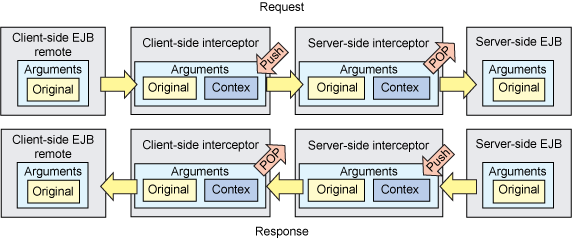 Request
Client-side EJB
remote
Arguments
Original
Client-side interceptor
Push
Arguments
Original
Contex
Server-side interceptor
POP
Arguments
Original
Contex
Server-side EJB
Arguments
Original
Client-side EJB
remote
Arguments
Original
Client-side interceptor
POP
Arguments
Original
Contex
Server-side interceptor
Push
Arguments
Original
Contex
Server-side EJB
Arguments
Original
Response